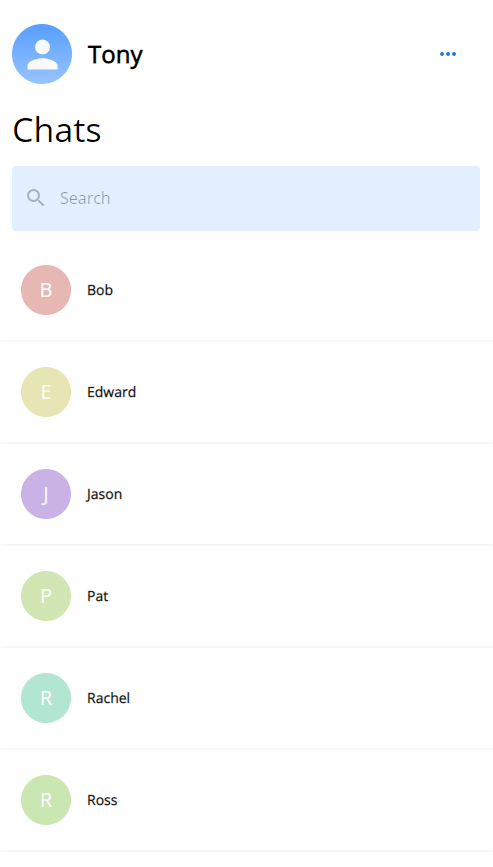 Tony
Chats
Search
B Bob
E Edward
J Jason
P Pat
R Rachel
R Ross